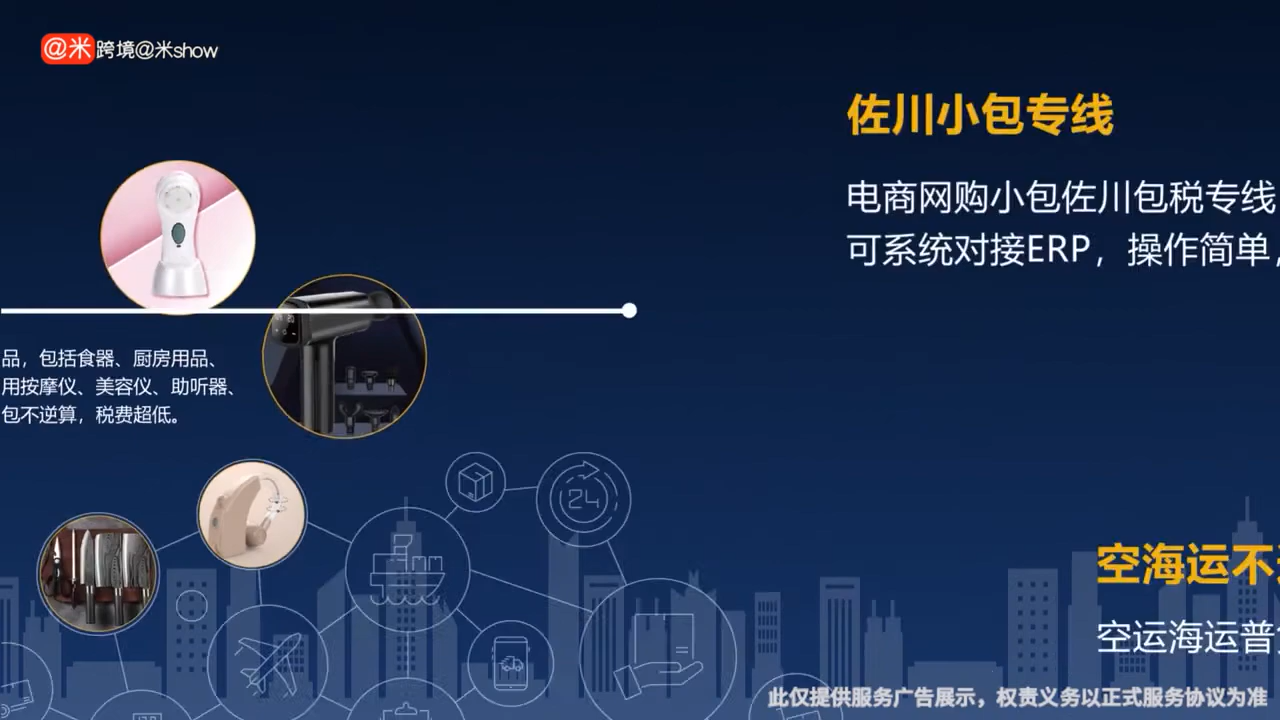 @米 跨境@米show
佐川小包专线
电商网购小包佐川包税专线
可系统对接ERP，操作简单，
品，包括食器、厨房用品、
用按摩仪、美容仪、助听器、
包不逆算，税费超低。
24
空海运不
空运海运普
此仅提供服务广告展示，权责义务以正式服务协议为准